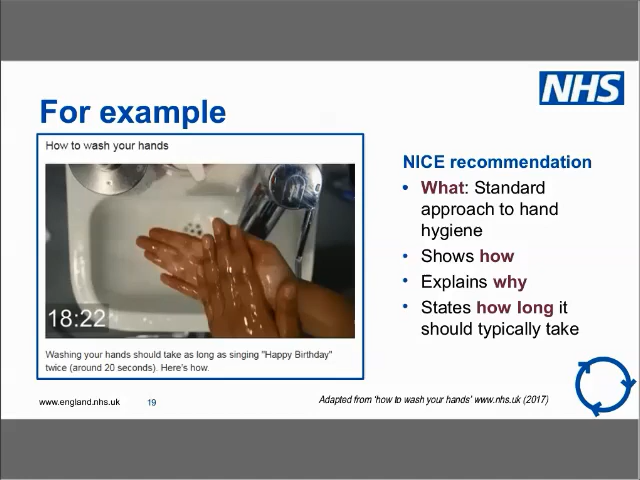 NHS
For example
How to wash your hands
18:22
Washing your hands should take as long as singing "Happy Birthday"
twice (around 20 seconds). Here's how.
NICE recommendation
• What: Standard
approach to hand
hygiene
• Shows how
• Explains why
• States how long it
should typically take
www.england.nhs.uk 19
Adapted from 'how to wash your hands' www.nhs.uk (2017)